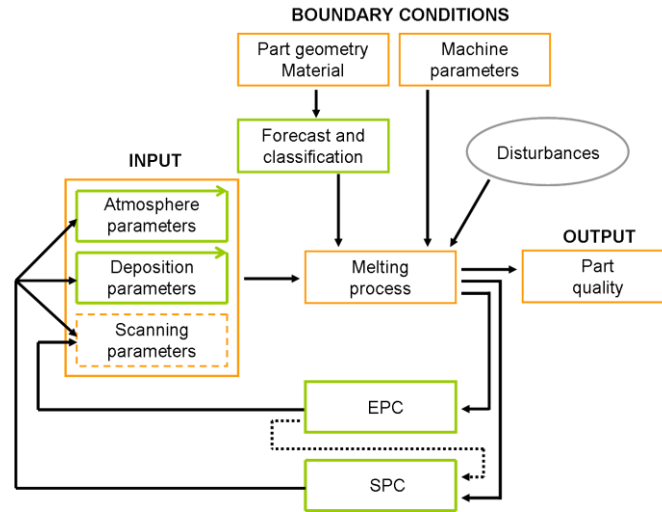 BOUNDARY CONDITIONS
Part geometry
Material
Machine
parameters
Forecast and
classification
Disturbances
INPUT
Atmosphere
parameters
Deposition
parameters
Scanning
parameters
Melting
process
OUTPUT
Part
quality
EPC
SPC